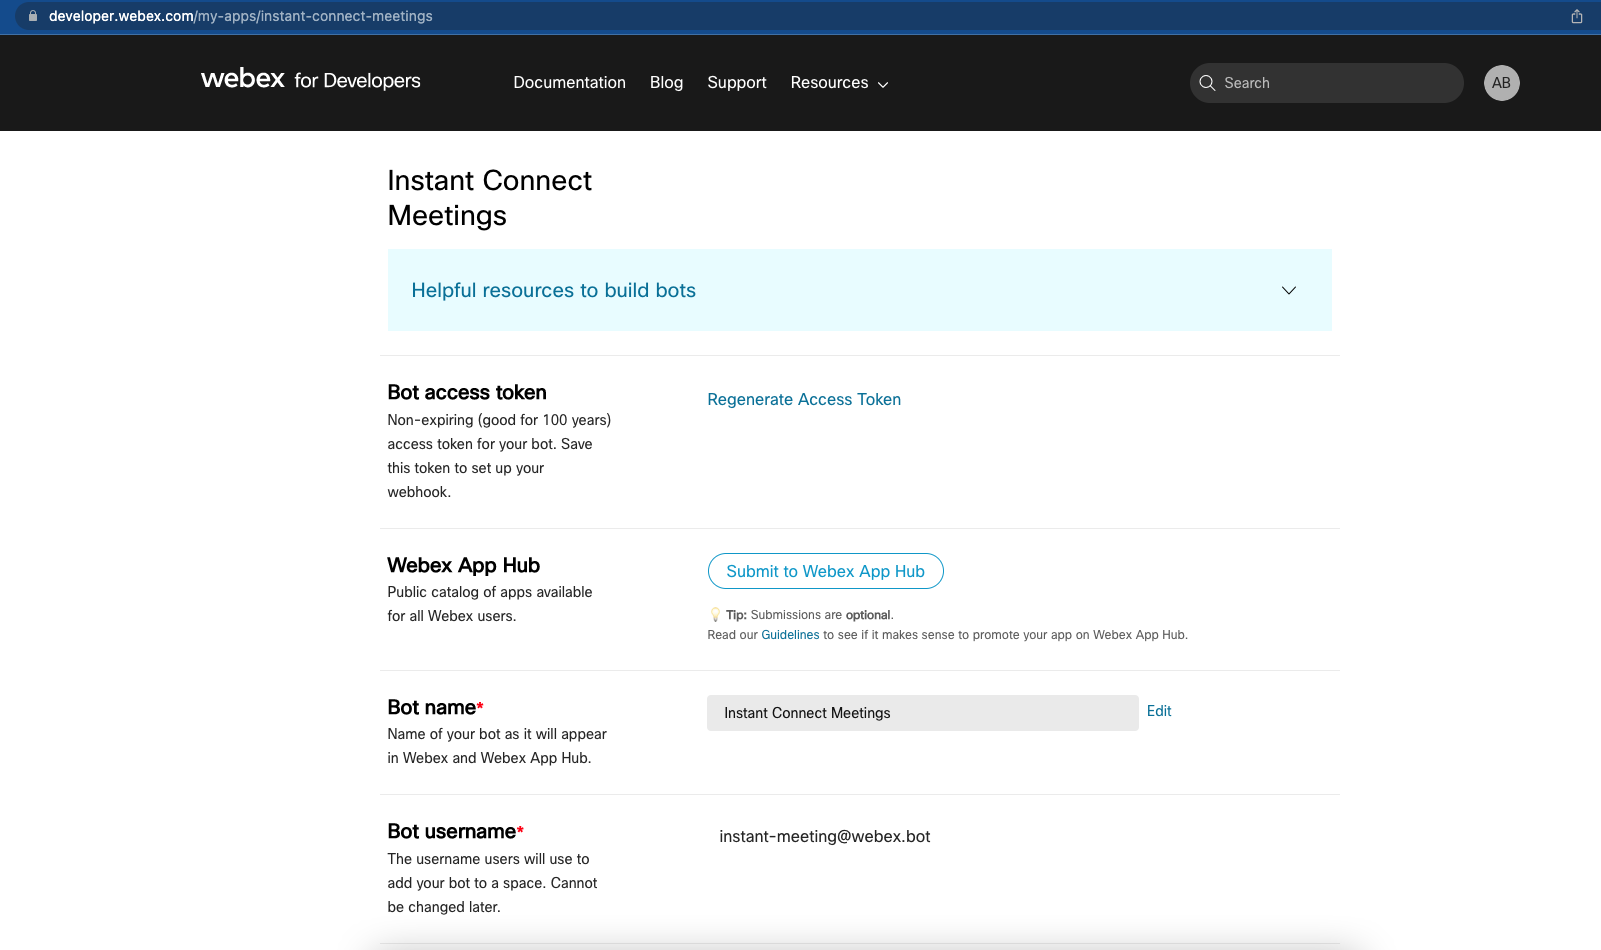 developer.webex.com/my-apps/instant-connect-meetings
webex for Developers
Documentation
Blog
Support
Resources
Search
AB
Instant Connect
Meetings
Helpful resources to build bots
Bot access token
Non-expiring (good for 100 years)
access token for your bot. Save
this token to set up your
webhook.
Regenerate Access Token
Webex App Hub
Public catalog of apps available
for all Webex users.
Submit to Webex App Hub
Tip: Submissions are optional.
Read our Guidelines to see if it makes sense to promote your app on Webex App Hub.
Bot name*
Name of your bot as it will appear
in Webex and Webex App Hub.
Instant Connect Meetings
Edit
Bot username*
The username users will use to
add your bot to a space. Cannot
be changed later.
instant-meeting@webex.bot